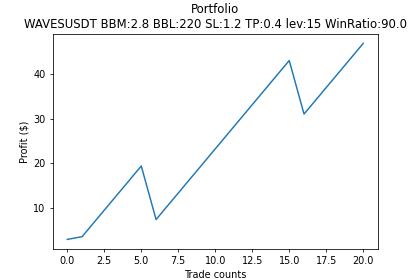 Portfolio
WAVESUSDT BBM:2.8 BBL:220 SL:1.2 TP:0.4 lev:15 WinRatio:90.0
Profit ($)
40
30
20
10
0.0 2.5 5.0 7.5 10.0 12.5 15.0 17.5 20.0
Trade counts